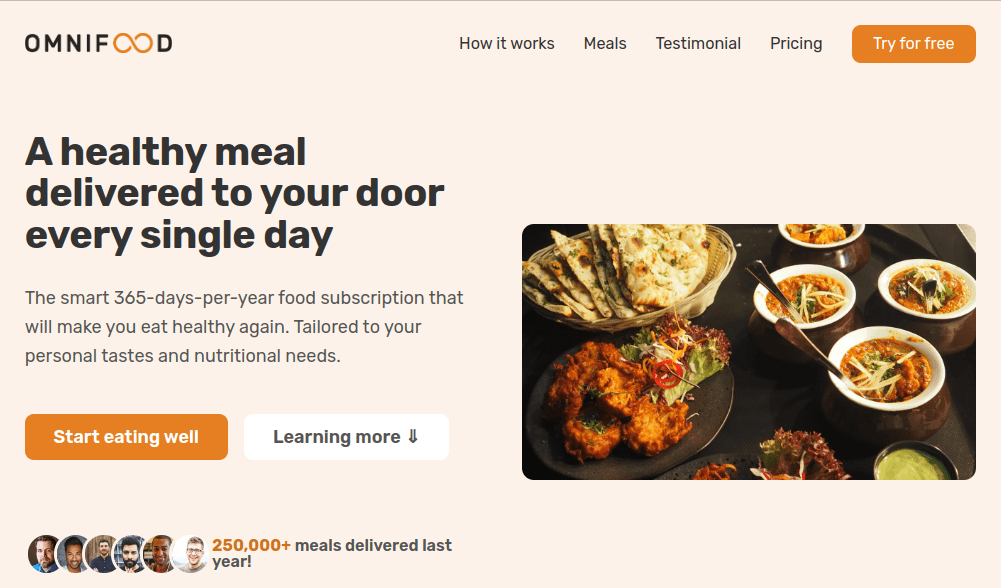 OMNIFOOD
How it works Meals Testimonial Pricing Try for free
A healthy meal
delivered to your door
every single day
The smart 365-days-per-year food subscription that
will make you eat healthy again. Tailored to your
personal tastes and nutritional needs.
Start eating well Learning more ⇓
250,000+ meals delivered last
year!